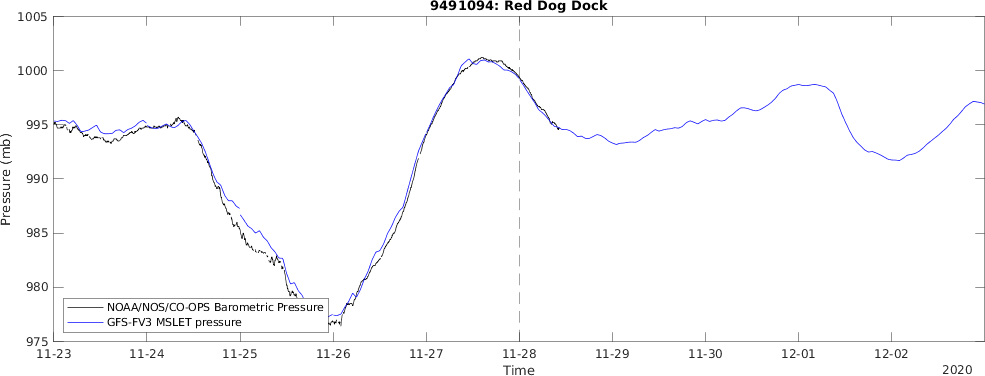 9491094: Red Dog Dock
1005
1000
995
990
985
980
975
Pressure (mb)
NOAA/NOS/CO-OPS Barometric Pressure
GFS-FV3 MSLET pressure
11-23 11-24 11-25 11-26 11-27 11-28 11-29 11-30 12-01 12-02
Time
2020